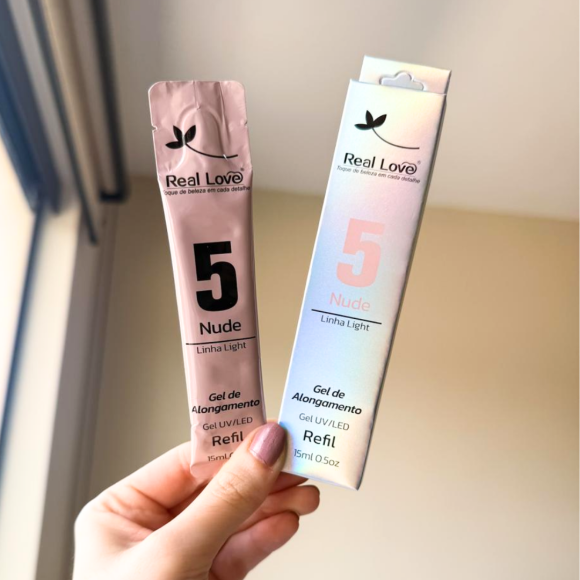 Real Love®
Toque de beleza em cada detalhe
5
Nude
Linha Light
Gel de
Alongamento
Gel UV/LED
Refil
15ml 0.5oz
Real Love®
Toque de beleza em cada detalhe
5
Nude
Linha Light
Gel de
Alongamento
Gel UV/LED
Refil
15ml 0.5oz